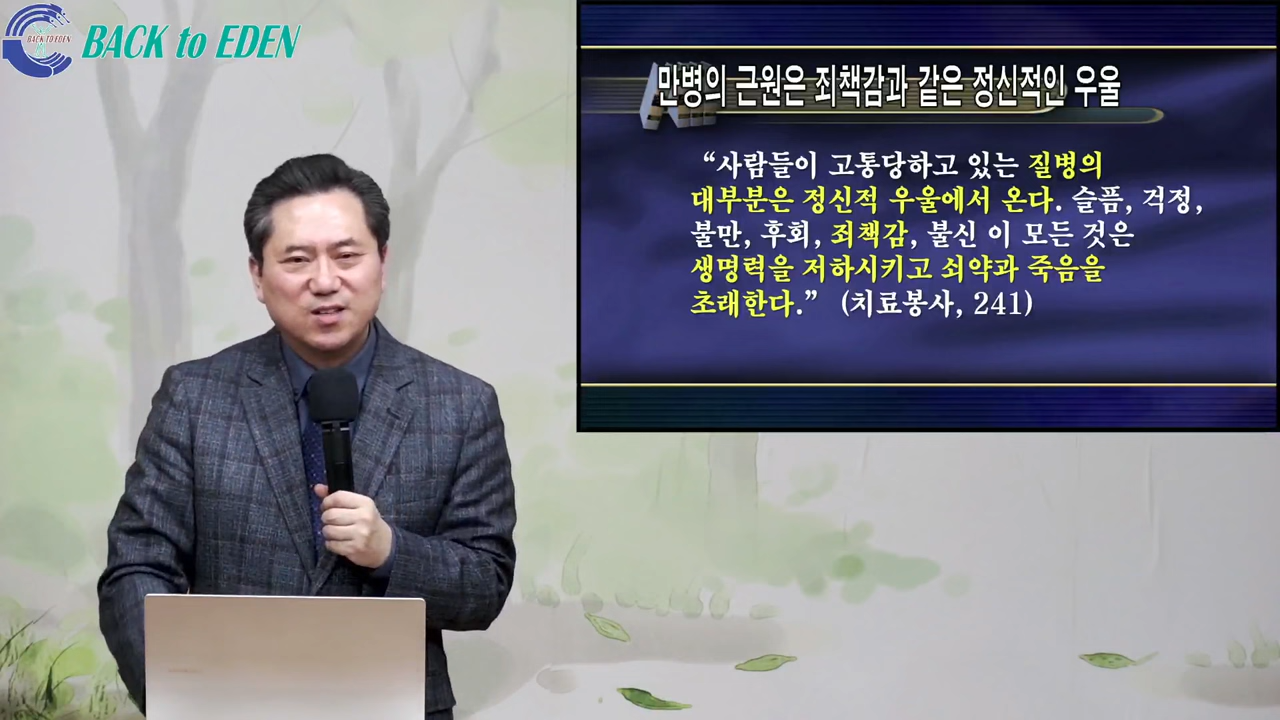 BACK TO EDEN
BACK to EDEN
만병의 근원은 죄책감과 같은 정신적인 우울
“사람들이 고통당하고 있는 질병의
대부분은 정신적 우울에서 온다. 슬픔, 걱정,
불만, 후회, 죄책감, 불신 이 모든 것은
생명력을 저하시키고 쇠약과 죽음을
초래한다.” (치료봉사, 241)